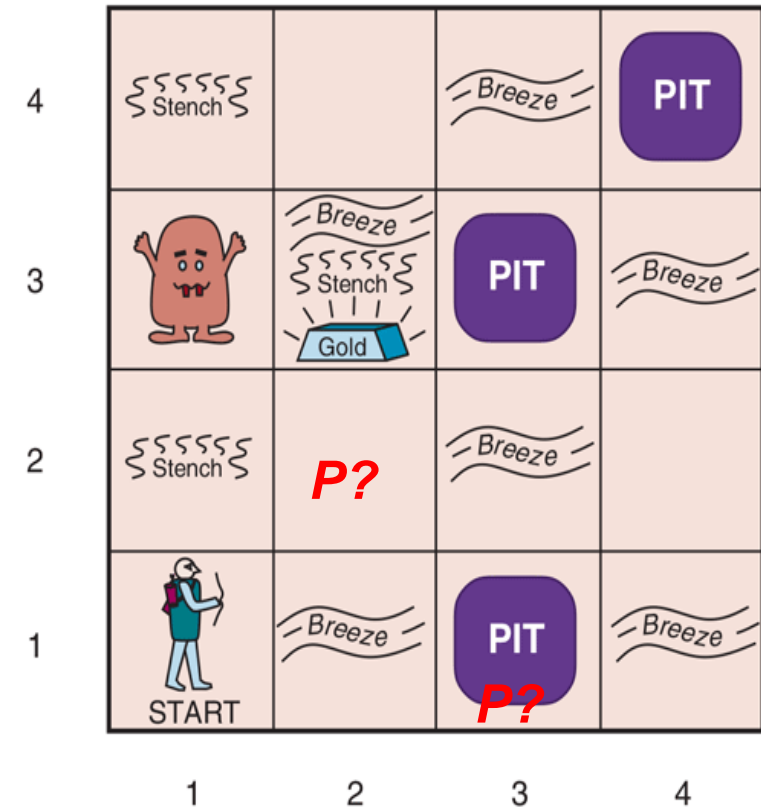 4
Stench
Breeze
PIT
3
Breeze
Stench
Gold
PIT
Breeze
2
Stench
P?
Breeze
1
START
Breeze
PIT
P?
Breeze
1 2 3 4